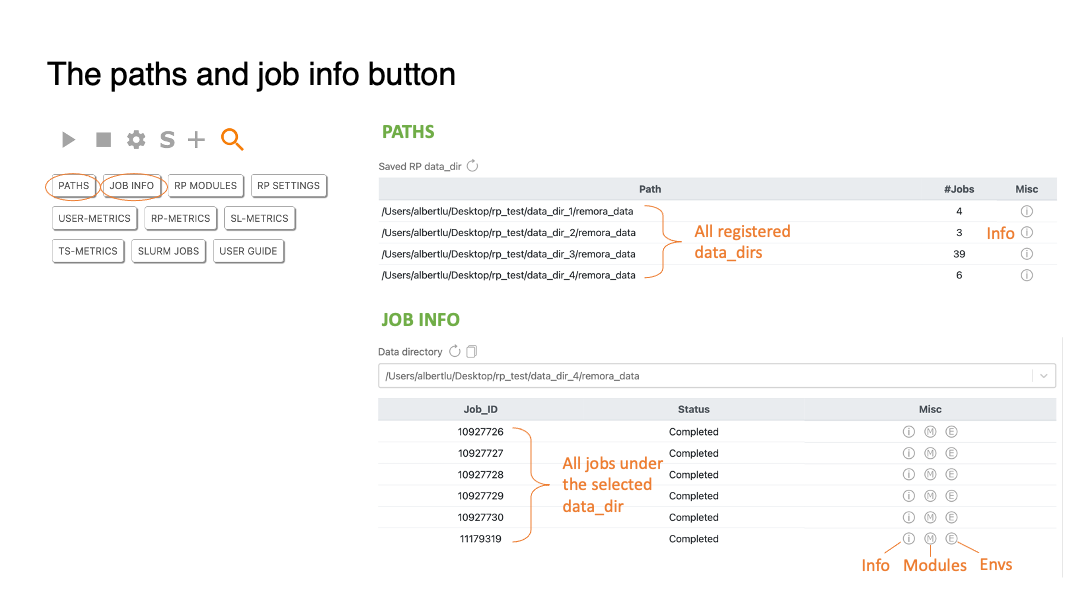 The paths and job info button
S
PATHS JOB INFO RP MODULES RP SETTINGS
USER-METRICS RP-METRICS SL-METRICS
TS-METRICS SLURM JOBS USER GUIDE
PATHS
Saved RP data_dir
Path #Jobs Misc
/Users/albertlu/Desktop/rp_test/data_dir_1/remora_data 4 i
/Users/albertlu/Desktop/rp_test/data_dir_2/remora_data 3 i
/Users/albertlu/Desktop/rp_test/data_dir_3/remora_data 39 i
/Users/albertlu/Desktop/rp_test/data_dir_4/remora_data 6 i
All registered
data_dirs
Info
JOB INFO
Data directory
/Users/albertlu/Desktop/rp_test/data_dir_4/remora_data
Job_ID Status Misc
10927726 Completed i M E
10927727 Completed i M E
10927728 Completed i M E
10927729 Completed i M E
10927730 Completed i M E
11179319 Completed i M E
All jobs under
the selected
data_dir
Info Modules Envs